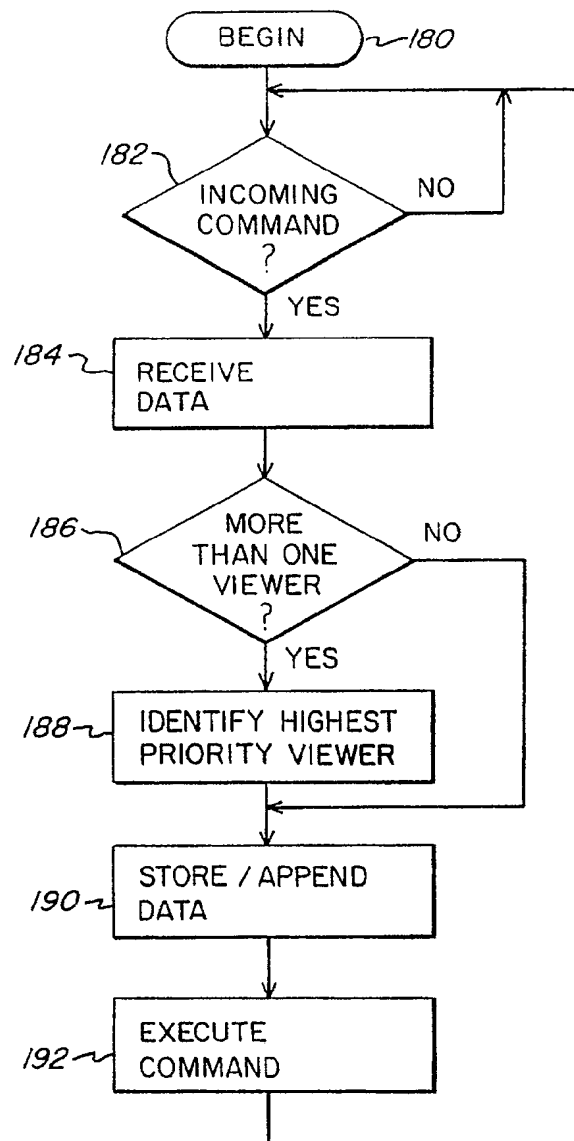 BEGIN
180
182
INCOMING
COMMAND
?
NO
YES
184
RECEIVE
DATA
186
MORE
THAN ONE
VIEWER
?
NO
YES
188
IDENTIFY HIGHEST
PRIORITY VIEWER
190
STORE / APPEND
DATA
192
EXECUTE
COMMAND